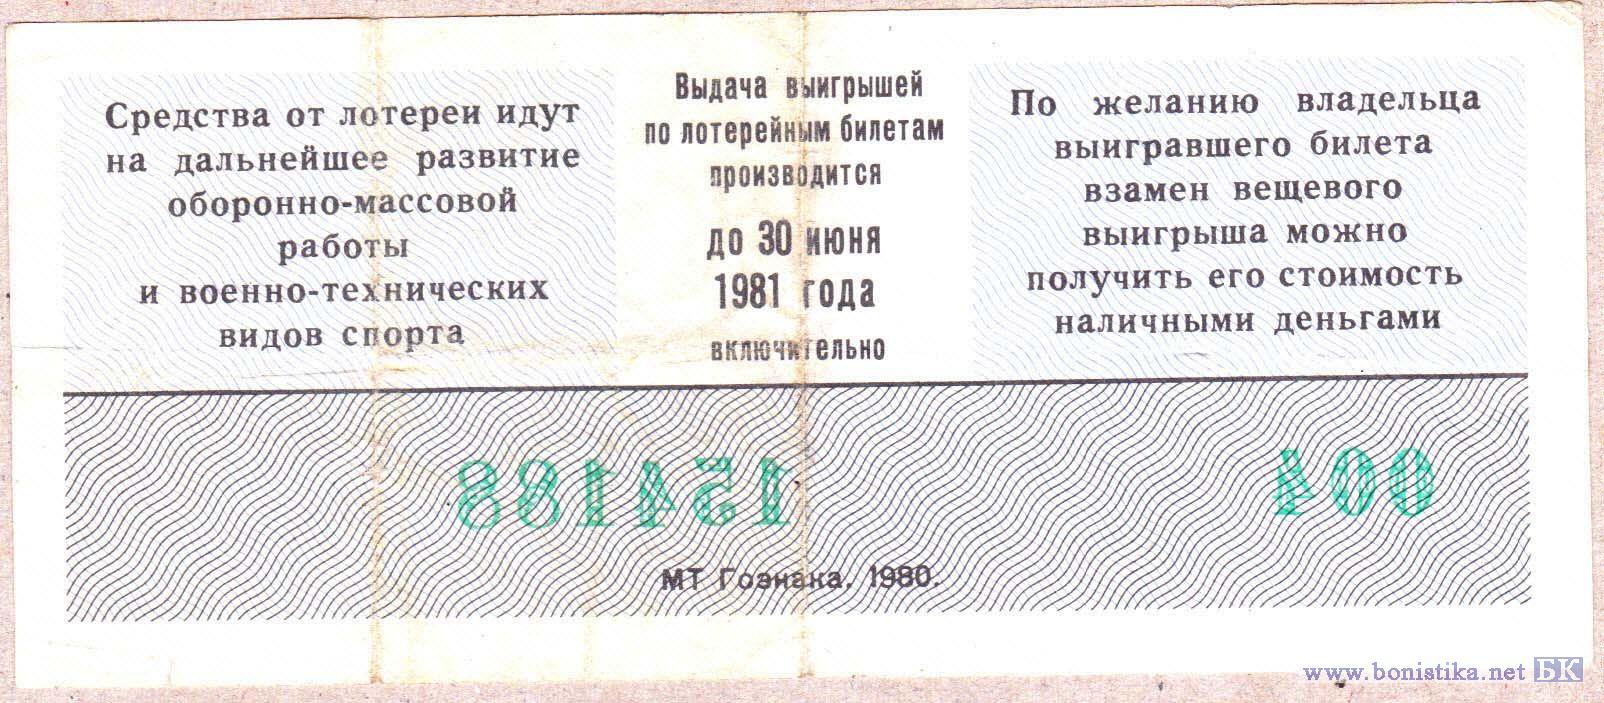 Средства от лотереи идут
на дальнейшее развитие
оборонно-массовой
работы
и военно-технических
видов спорта
Выдача выигрышей
по лотерейным билетам
производится
до 30 июня
1981 года
включительно
По желанию владельца
выигравшего билета
взамен вещевого
выигрыша можно
получить его стоимость
наличными деньгами
154188
004
МТ Гознака. 1980.
www.bonistika.net БК